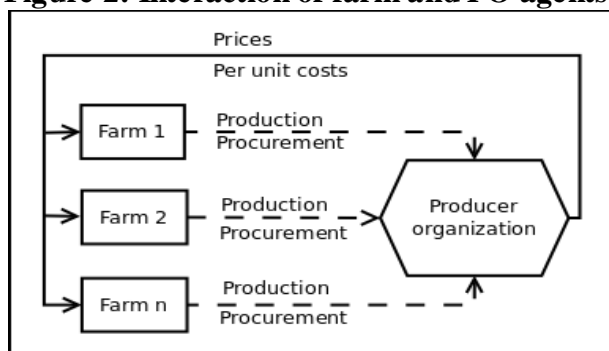 Figure 2: Interaction of farm and PO agents
Prices
Per unit costs
Farm 1
Production
Procurement
Farm 2
Production
Procurement
Producer
organization
Farm n
Production
Procurement